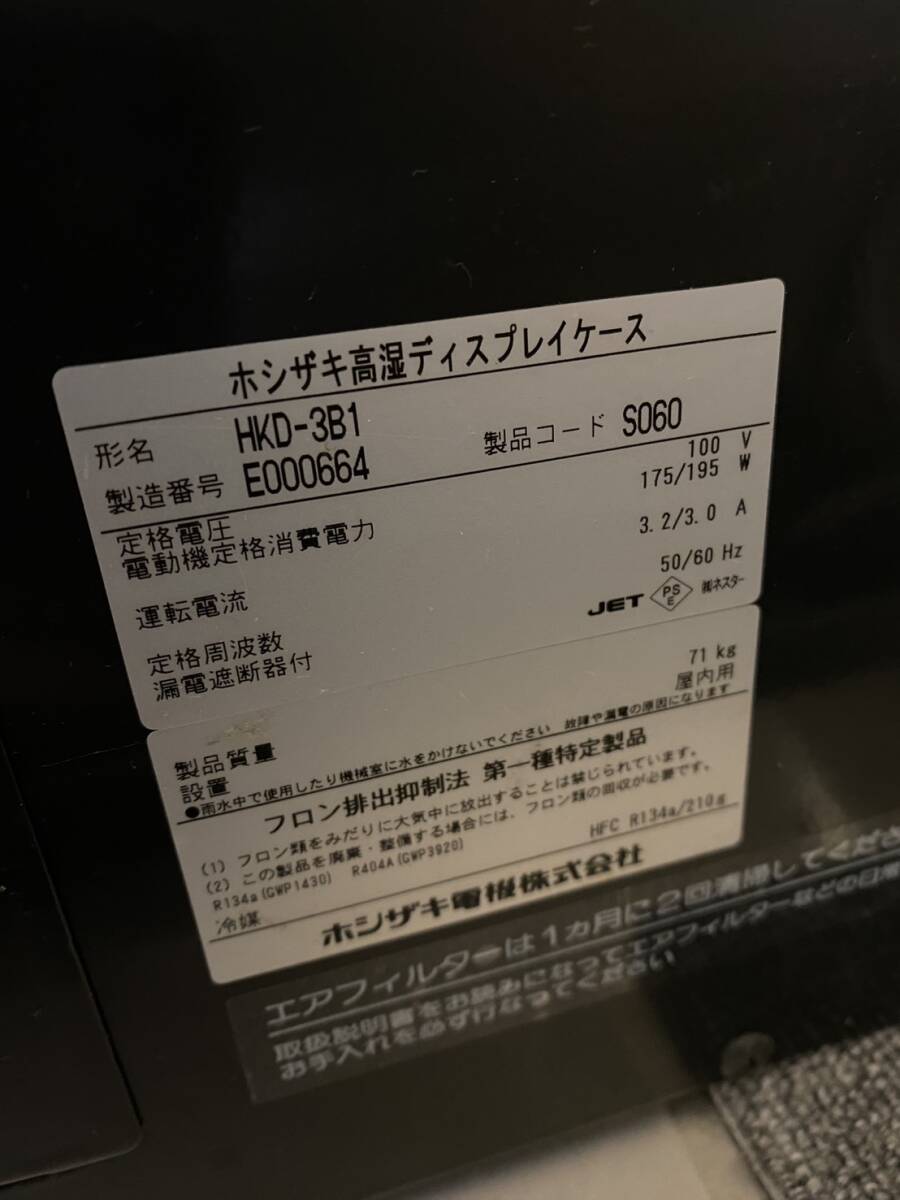 ホシザキ高湿ディスプレイケース
形名 HKD-3B1
製造番号 E000664 製品コード S060
定格電圧 100 V
電動機定格消費電力 175/195 W
運転電流 3.2/3.0 A
定格周波数 50/60 Hz
漏電遮断器付 JET PSE ㈱ネスター
製品質量 71 kg
設置 屋内用
●雨水中で使用したり機械室に水をかけないでください 故障や漏電の原因になります
フロン排出抑制法 第一種特定製品
(1) フロン類をみだりに大気中に放出することは禁じられています。
(2) この製品を廃棄・整備する場合には、フロン類の回収が必要です。
R134a(GWP1430) R404A(GWP3920)
冷媒 HFC R134a/210g
ホシザキ電機株式会社
エアフィルターは1ヵ月に2回清掃してください
取扱説明書をお読みになってエアフィルターなどの日常
お手入れを必ず行なってください